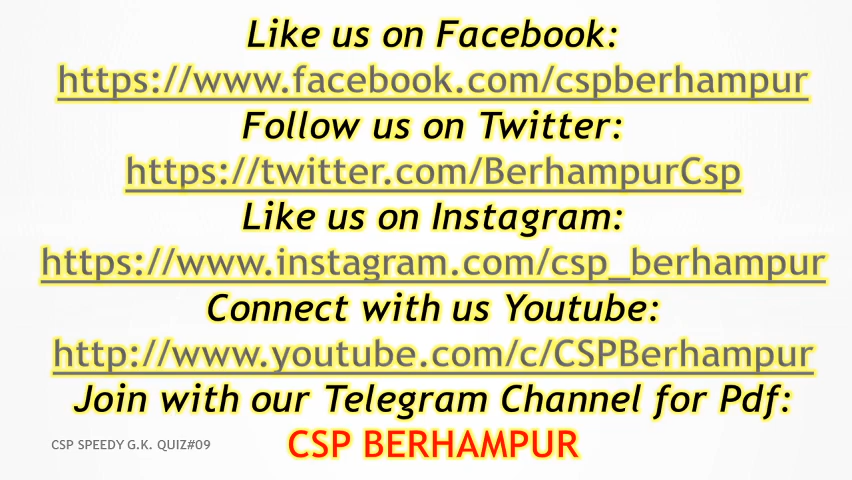 Like us on Facebook:
https://www.facebook.com/cspberhampur
Follow us on Twitter:
https://twitter.com/BerhampurCsp
Like us on Instagram:
https://www.instagram.com/csp_berhampur
Connect with us Youtube:
http://www.youtube.com/c/CSPBerhampur
Join with our Telegram Channel for Pdf:
CSP BERHAMPUR
CSP SPEEDY G.K. QUIZ#09